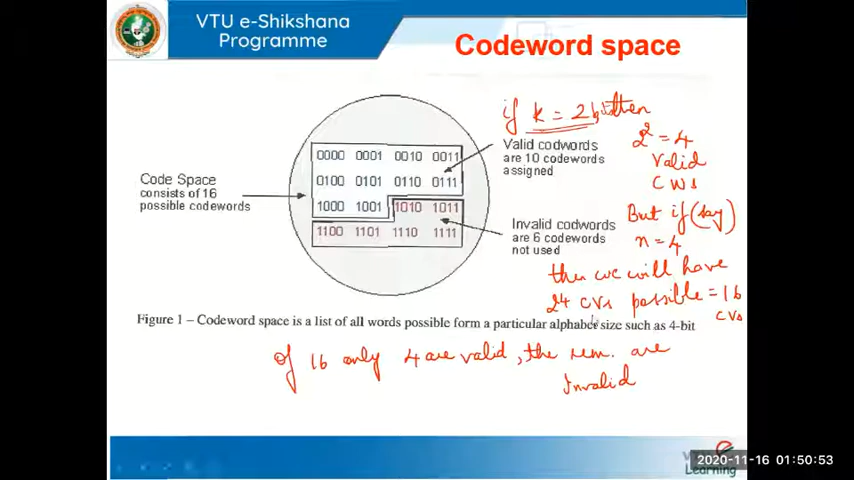 VTU e-Shikshana
Programme
Codeword space
if k = 2 bits then
2² = 4
valid
CWs
But if (say)
n = 4
then we will have
2⁴ CVs possible = 16
CVs
Code Space
consists of 16
possible codewords
0000 0001 0010 0011
0100 0101 0110 0111
1000 1001 1010 1011
1100 1101 1110 1111
Valid codwords
are 10 codewords
assigned
Invalid codwords
are 6 codewords
not used
Figure 1 – Codeword space is a list of all words possible form a particular alphabet size such as 4-bit
Of 16 only 4 are valid, the rem. are
Invalid
2020-11-16 01:50:53
Learning